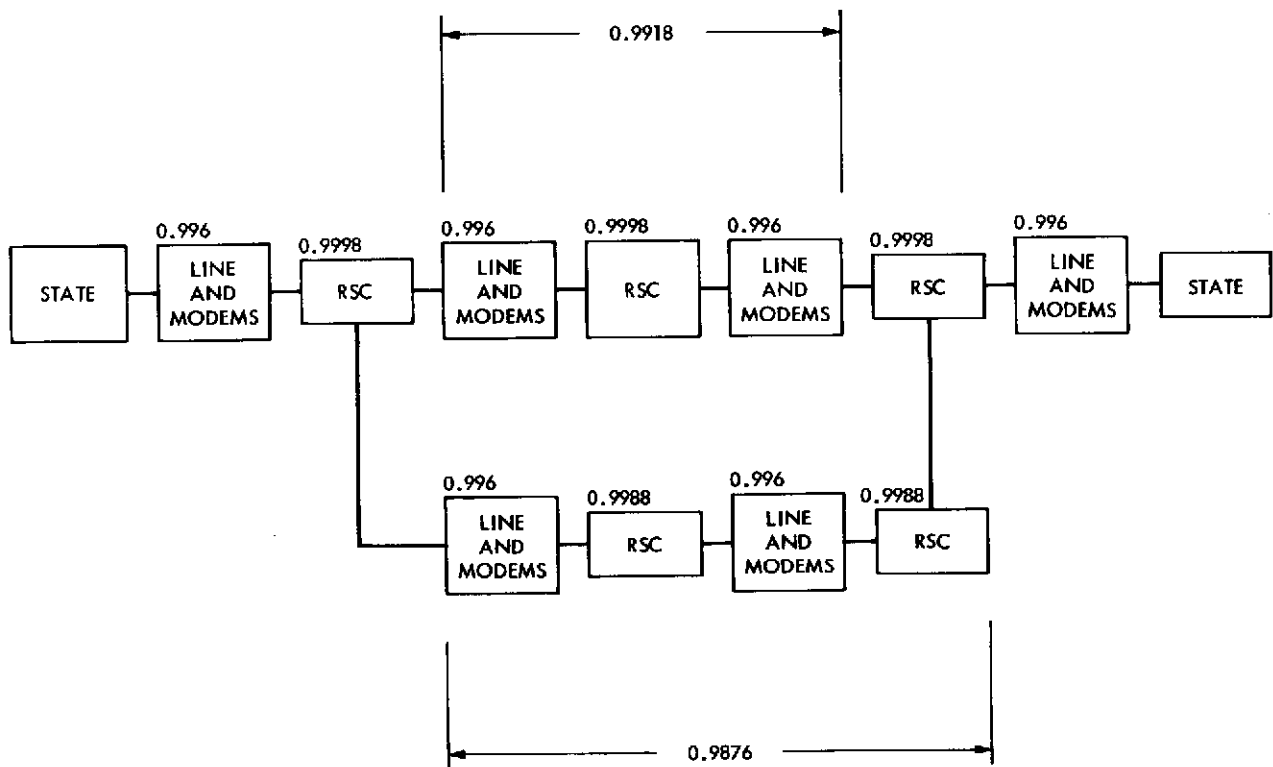 0.9918
0.996
0.9998
0.996
0.9998
0.996
0.9998
0.996
STATE
LINE
AND
MODEMS
RSC
LINE
AND
MODEMS
RSC
LINE
AND
MODEMS
RSC
LINE
AND
MODEMS
STATE
0.996
0.9988
0.996
0.9988
LINE
AND
MODEMS
RSC
LINE
AND
MODEMS
RSC
0.9876